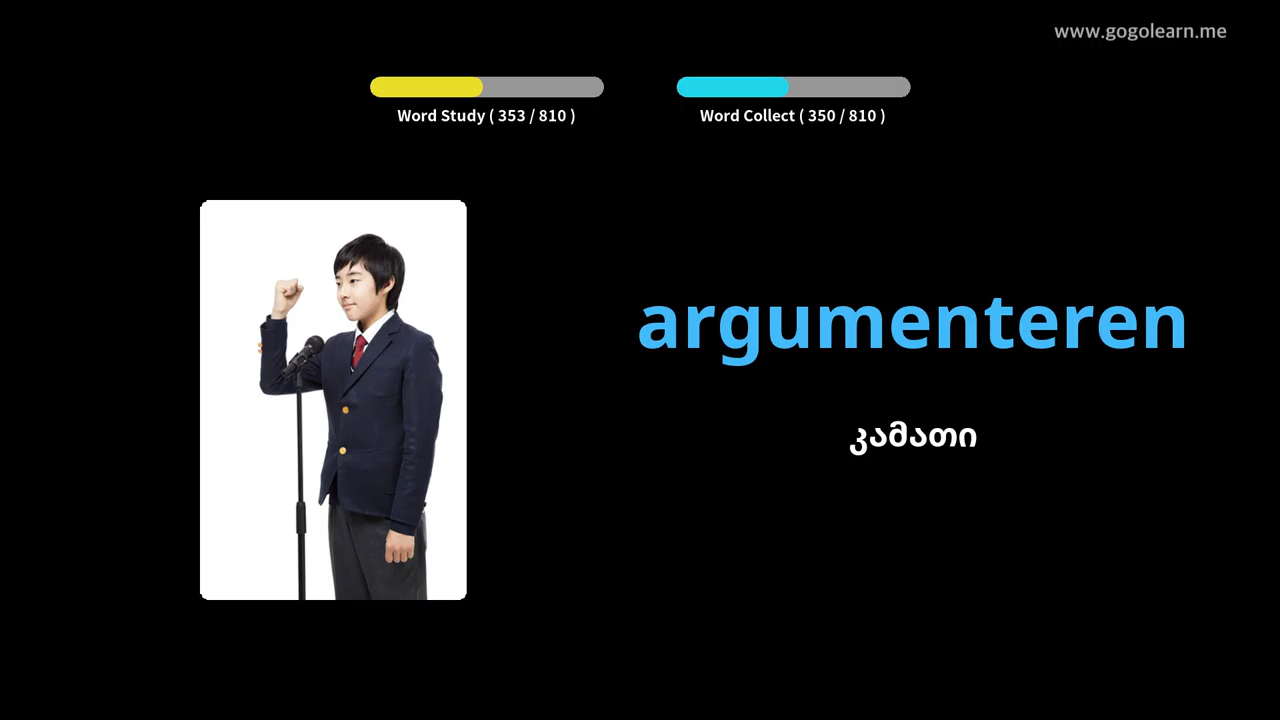 www.gogolearn.me
Word Study ( 353 / 810 )
Word Collect ( 350 / 810 )
argumenteren
კამათი